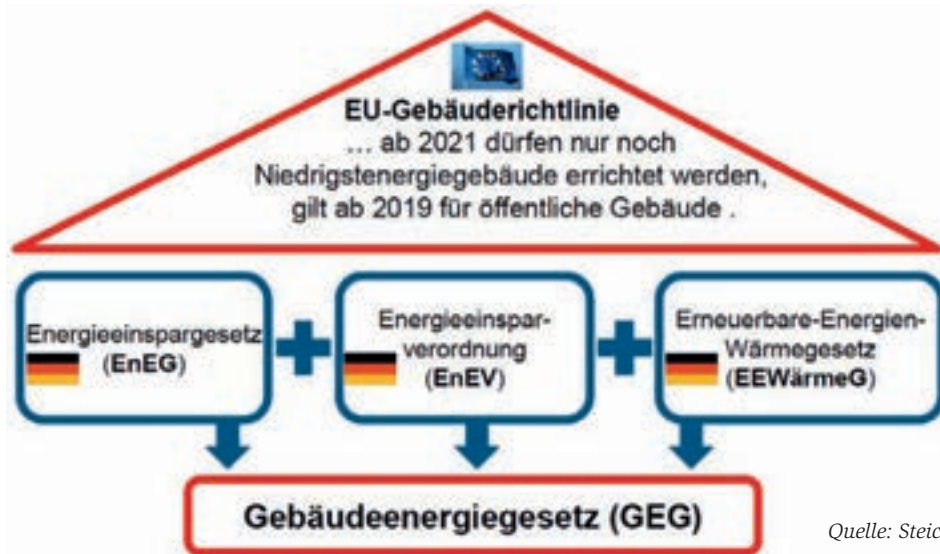 EU-Gebäuderichtlinie
... ab 2021 dürfen nur noch
Niedrigstenergiegebäude errichtet werden,
gilt ab 2019 für öffentliche Gebäude .
Energieeinspargesetz
(EnEG)
Energieeinspar-
verordnung
(EnEV)
Erneuerbare-Energien-
Wärmegesetz
(EEWärmeG)
Gebäudeenergiegesetz (GEG)
Quelle: Steic